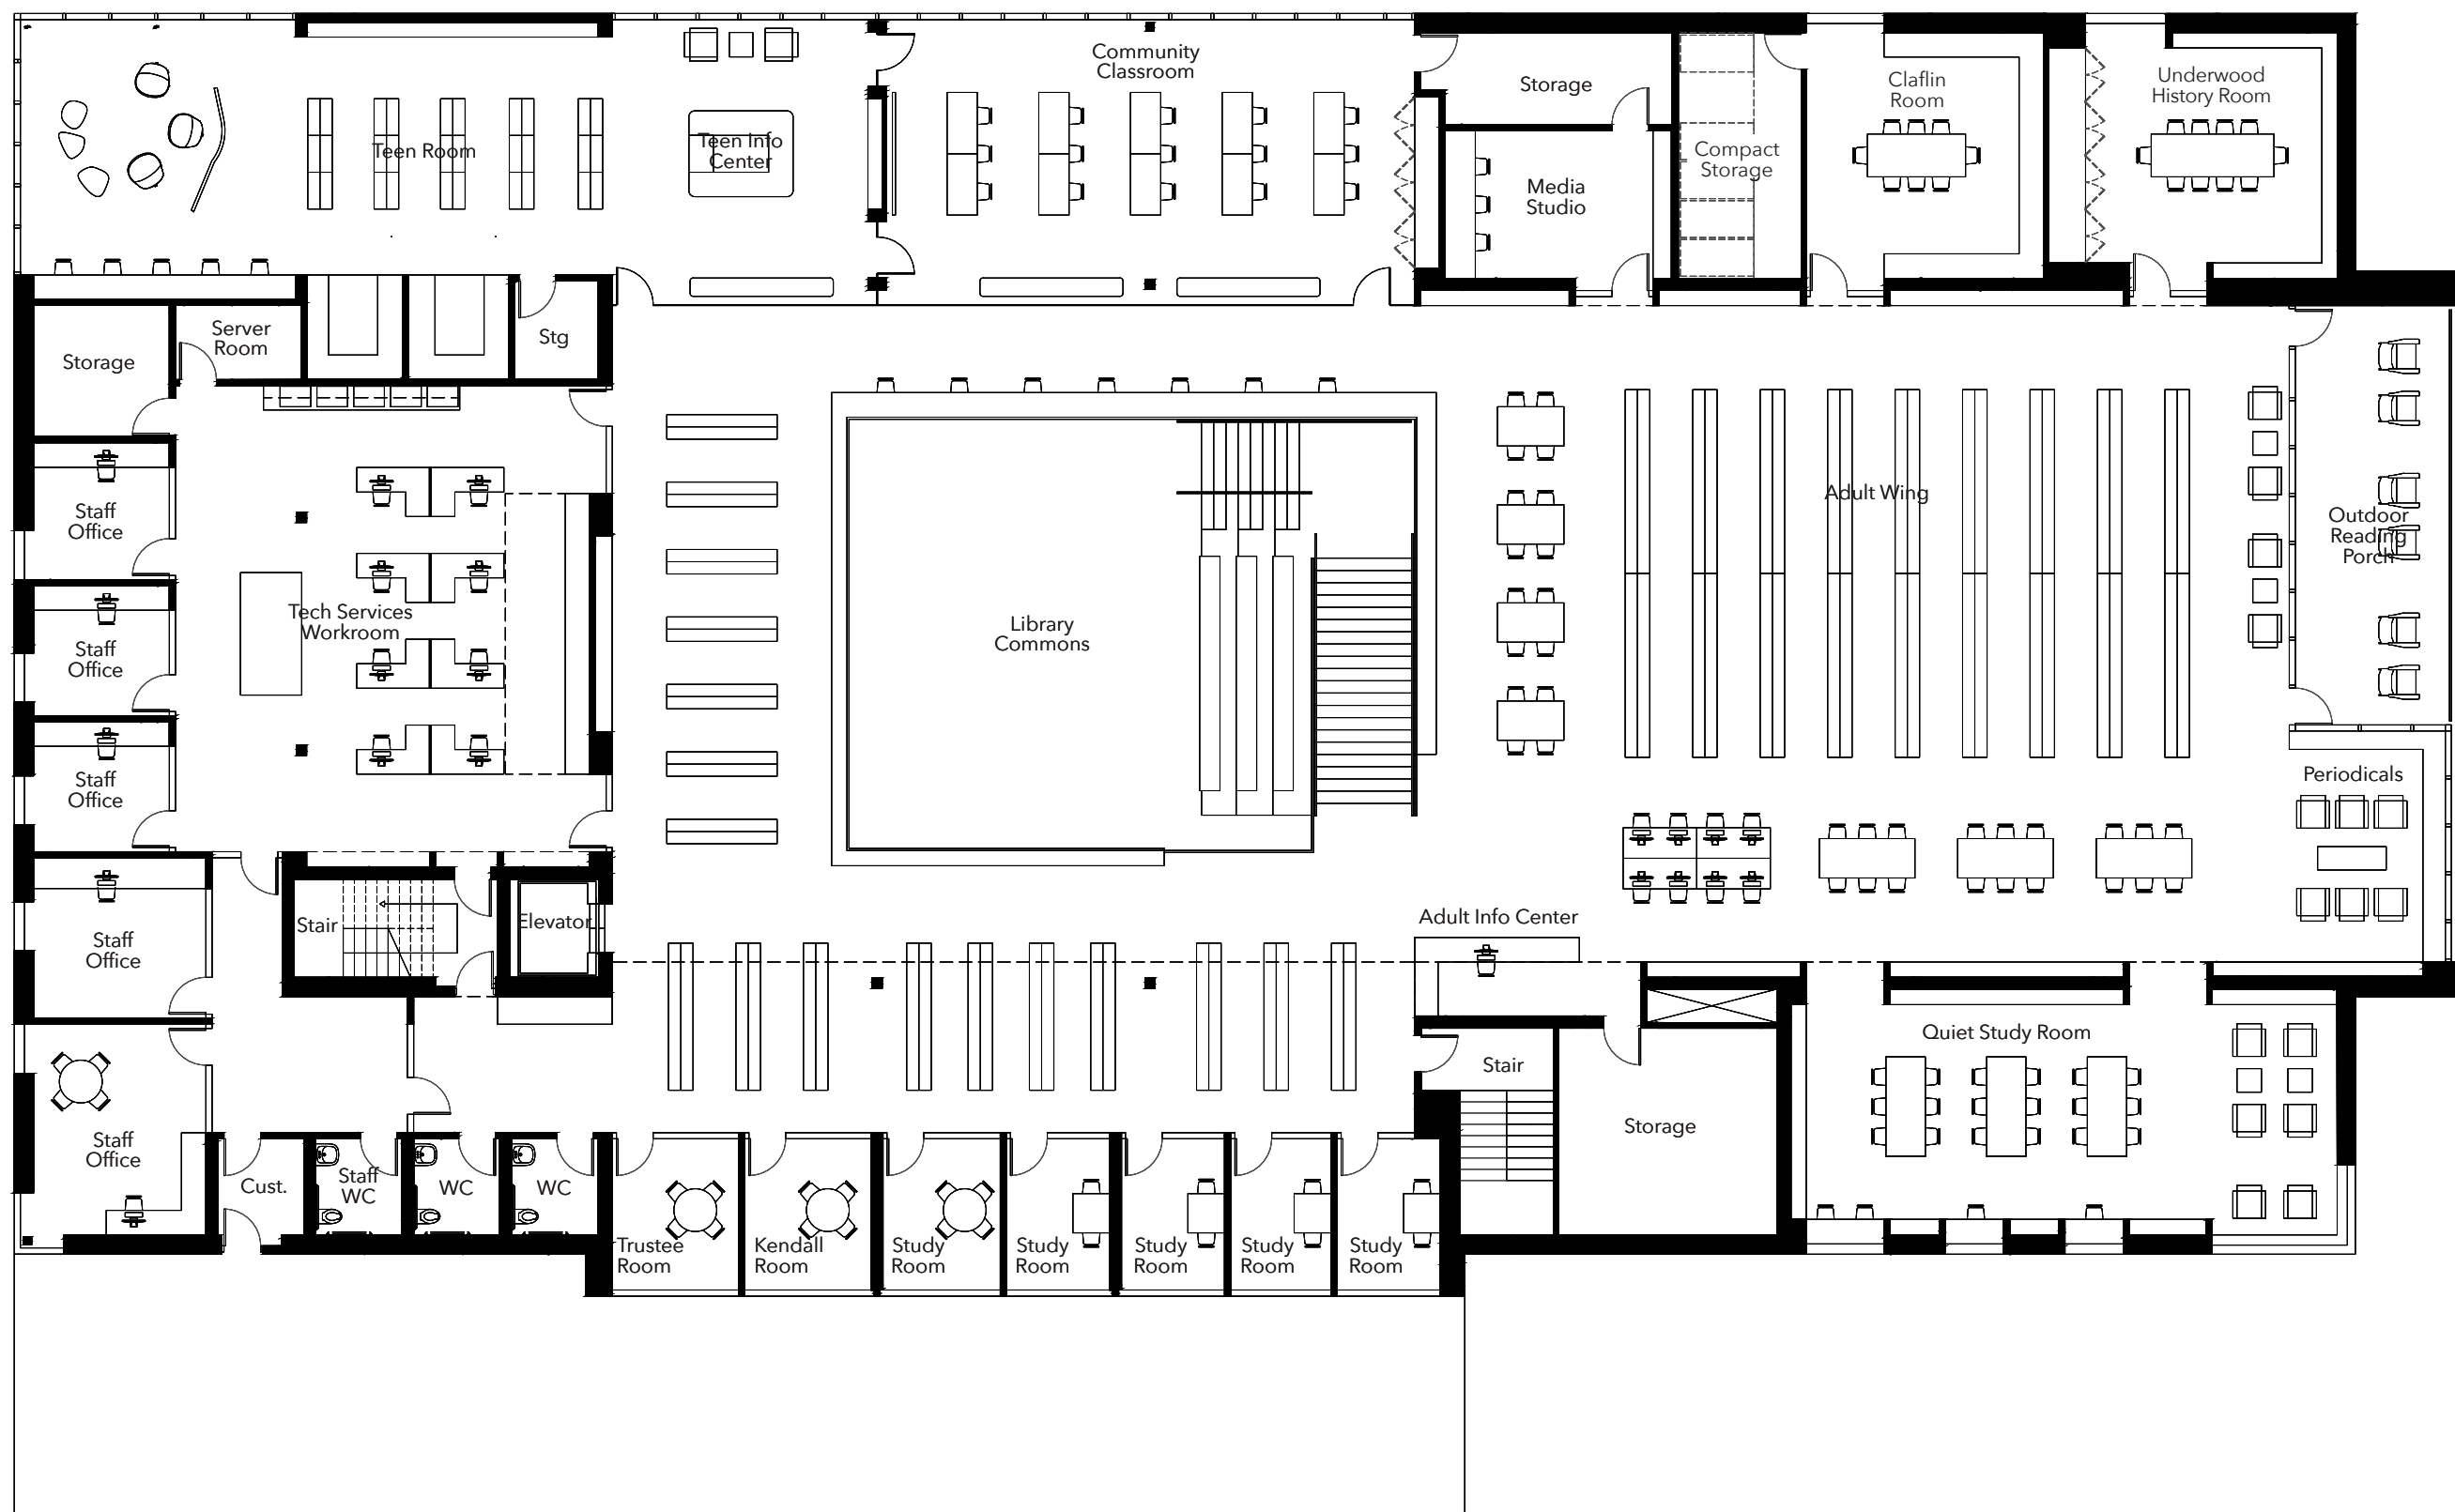 Community
Classroom
Storage
Claflin
Room
Underwood
History Room
Teen Room
Teen Info
Center
Compact
Storage
Media
Studio
Storage
Server
Room
Stg
Staff
Office
Tech Services
Workroom
Staff
Office
Staff
Office
Library
Commons
Adult Wing
Outdoor
Reading
Porch
Periodicals
Staff
Office
Stair
Elevator
Adult Info Center
Stair
Quiet Study Room
Storage
Staff
Office
Cust.
Staff
WC
WC
WC
Trustee
Room
Kendall
Room
Study
Room
Study
Room
Study
Room
Study
Room
Study
Room